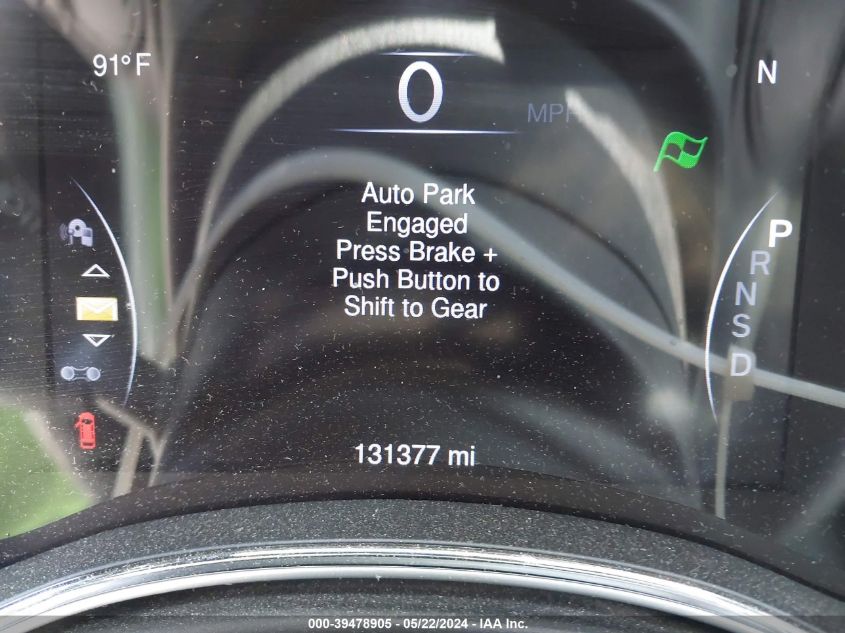 91°F
0
MPH
N
Auto Park
Engaged
Press Brake +
Push Button to
Shift to Gear
P
R
N
S
D
131377 mi
000-39478905 / 05/22/2024 - IAA Inc.